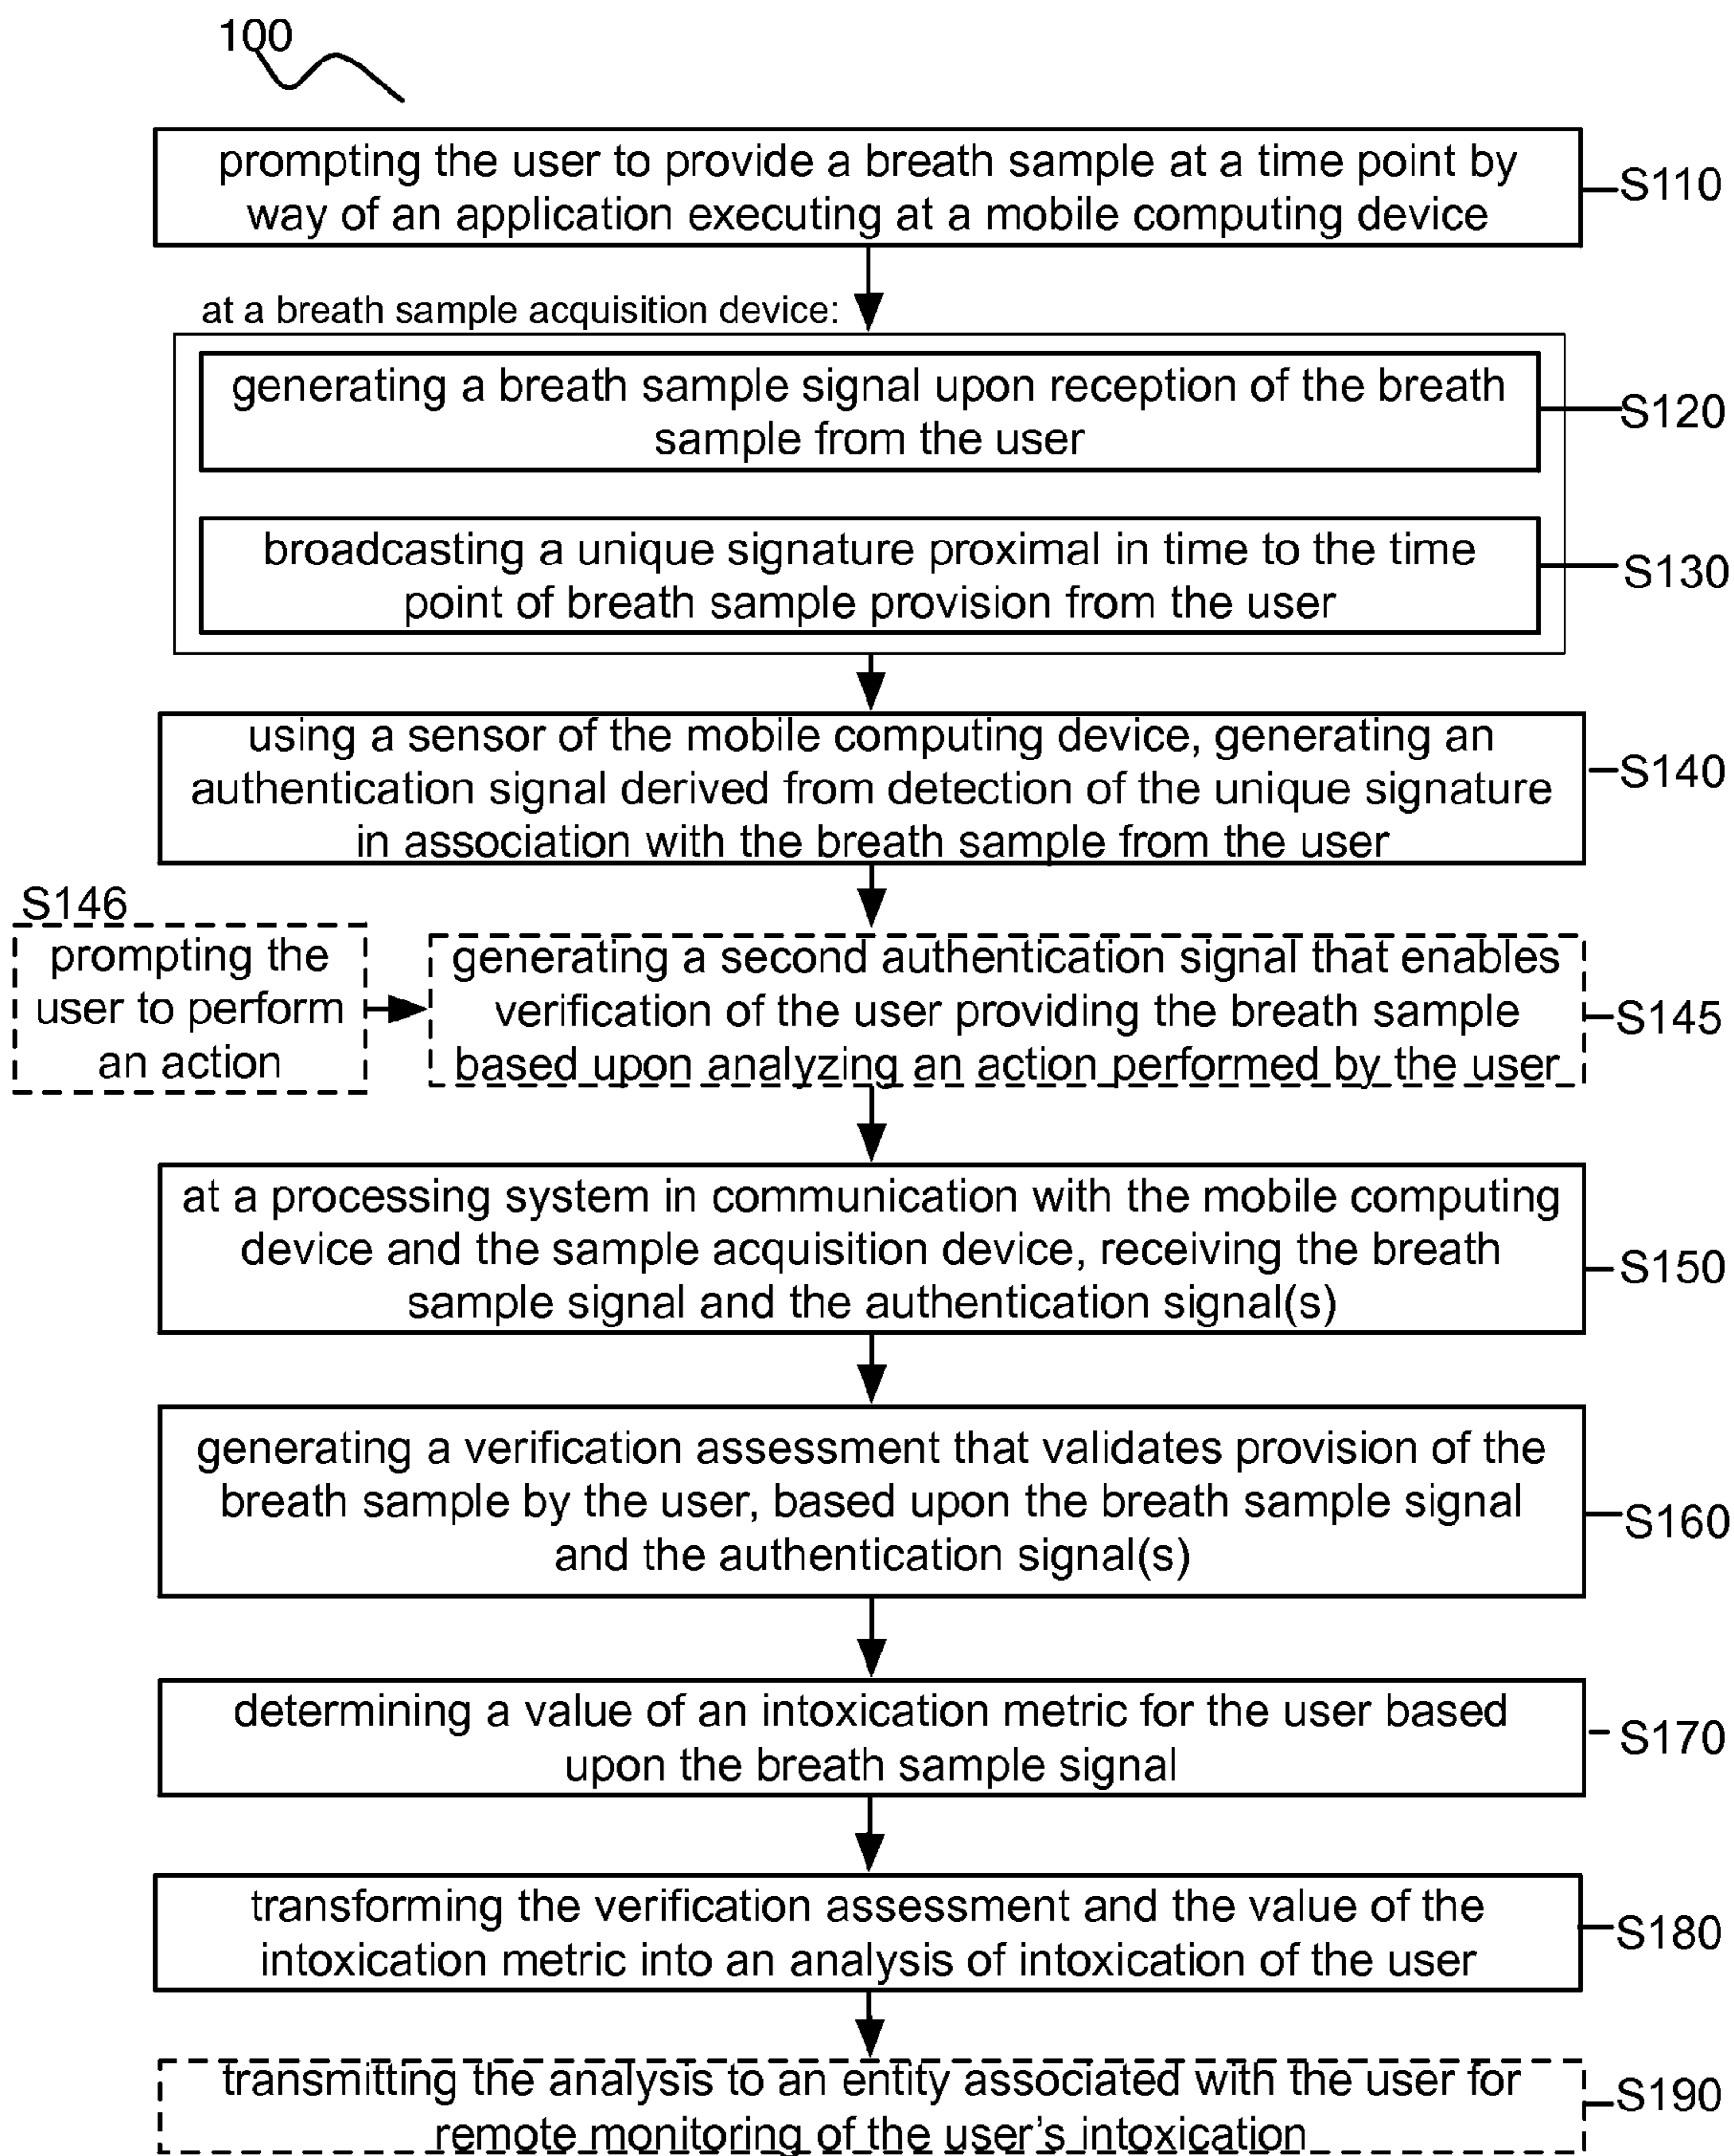 100
prompting the user to provide a breath sample at a time point by
way of an application executing at a mobile computing device
S110
at a breath sample acquisition device:
generating a breath sample signal upon reception of the breath
sample from the user
S120
broadcasting a unique signature proximal in time to the time
point of breath sample provision from the user
S130
using a sensor of the mobile computing device, generating an
authentication signal derived from detection of the unique signature
in association with the breath sample from the user
S140
S146
prompting the
user to perform
an action
generating a second authentication signal that enables
verification of the user providing the breath sample
based upon analyzing an action performed by the user
S145
at a processing system in communication with the mobile computing
device and the sample acquisition device, receiving the breath
sample signal and the authentication signal(s)
S150
generating a verification assessment that validates provision of the
breath sample by the user, based upon the breath sample signal
and the authentication signal(s)
S160
determining a value of an intoxication metric for the user based
upon the breath sample signal
S170
transforming the verification assessment and the value of the
intoxication metric into an analysis of intoxication of the user
S180
transmitting the analysis to an entity associated with the user for
remote monitoring of the user's intoxication
S190